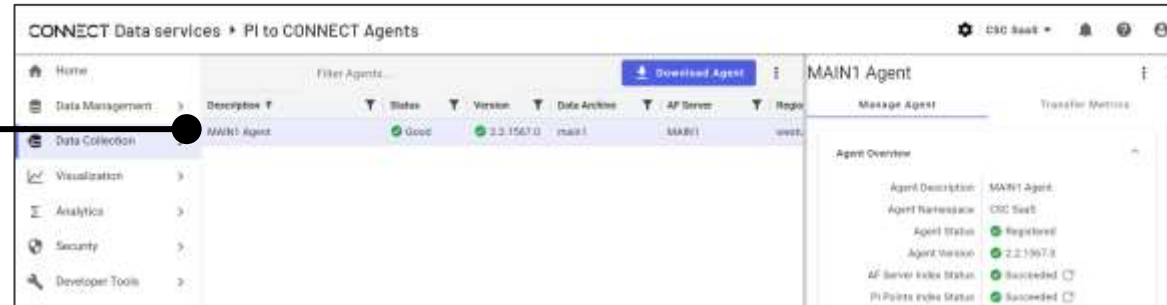 CONNECT Data services ▸ PI to CONNECT Agents
CSC SaaS
Home
Data Management
Data Collection
Visualization
Analytics
Security
Developer Tools
Filter Agents...
Download Agent
Description Status Version Data Archive AF Server Regio
MAIN1 Agent Good 2.2.1567.0 main1 MAIN1 west.
MAIN1 Agent
Manage Agent Transfer Metrics
Agent Overview
Agent Description MAIN1 Agent
Agent Namespace CSC SaaS
Agent Status Registered
Agent Version 2.2.1567.0
AF Server Index Status Succeeded
PI Points Index Status Succeeded